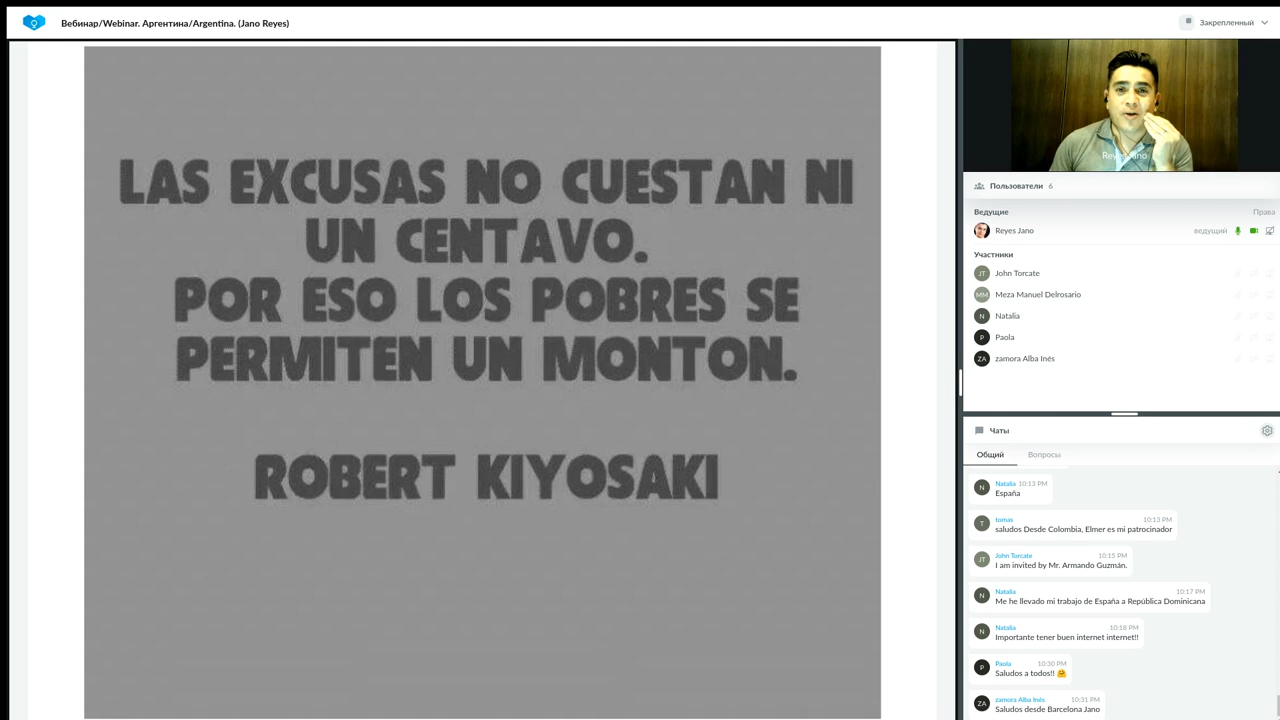 Вебинар/Webinar. Аргентина/Argentina. (Jano Reyes)
Закрепленный
LAS EXCUSAS NO CUESTAN NI
UN CENTAVO.
POR ESO LOS POBRES SE
PERMITEN UN MONTON.
ROBERT KIYOSAKI
Reyes Jano
Пользователи 6
Ведущие Права
Reyes Jano ведущий
Участники
JT John Torcate
MM Meza Manuel Delrosario
N Natalia
P Paola
ZA zamora Alba Inés
Чаты
Общий Вопросы
N Natalia 10:13 PM
España
T tomas 10:13 PM
saludos Desde Colombia, Elmer es mi patrocinador
JT John Torcate 10:15 PM
I am invited by Mr. Armando Guzmán.
N Natalia 10:17 PM
Me he llevado mi trabajo de España a República Dominicana
N Natalia 10:18 PM
Importante tener buen internet internet!!
P Paola 10:30 PM
Saludos a todos!! 🤗
ZA zamora Alba Inés 10:31 PM
Saludos desde Barcelona Jano